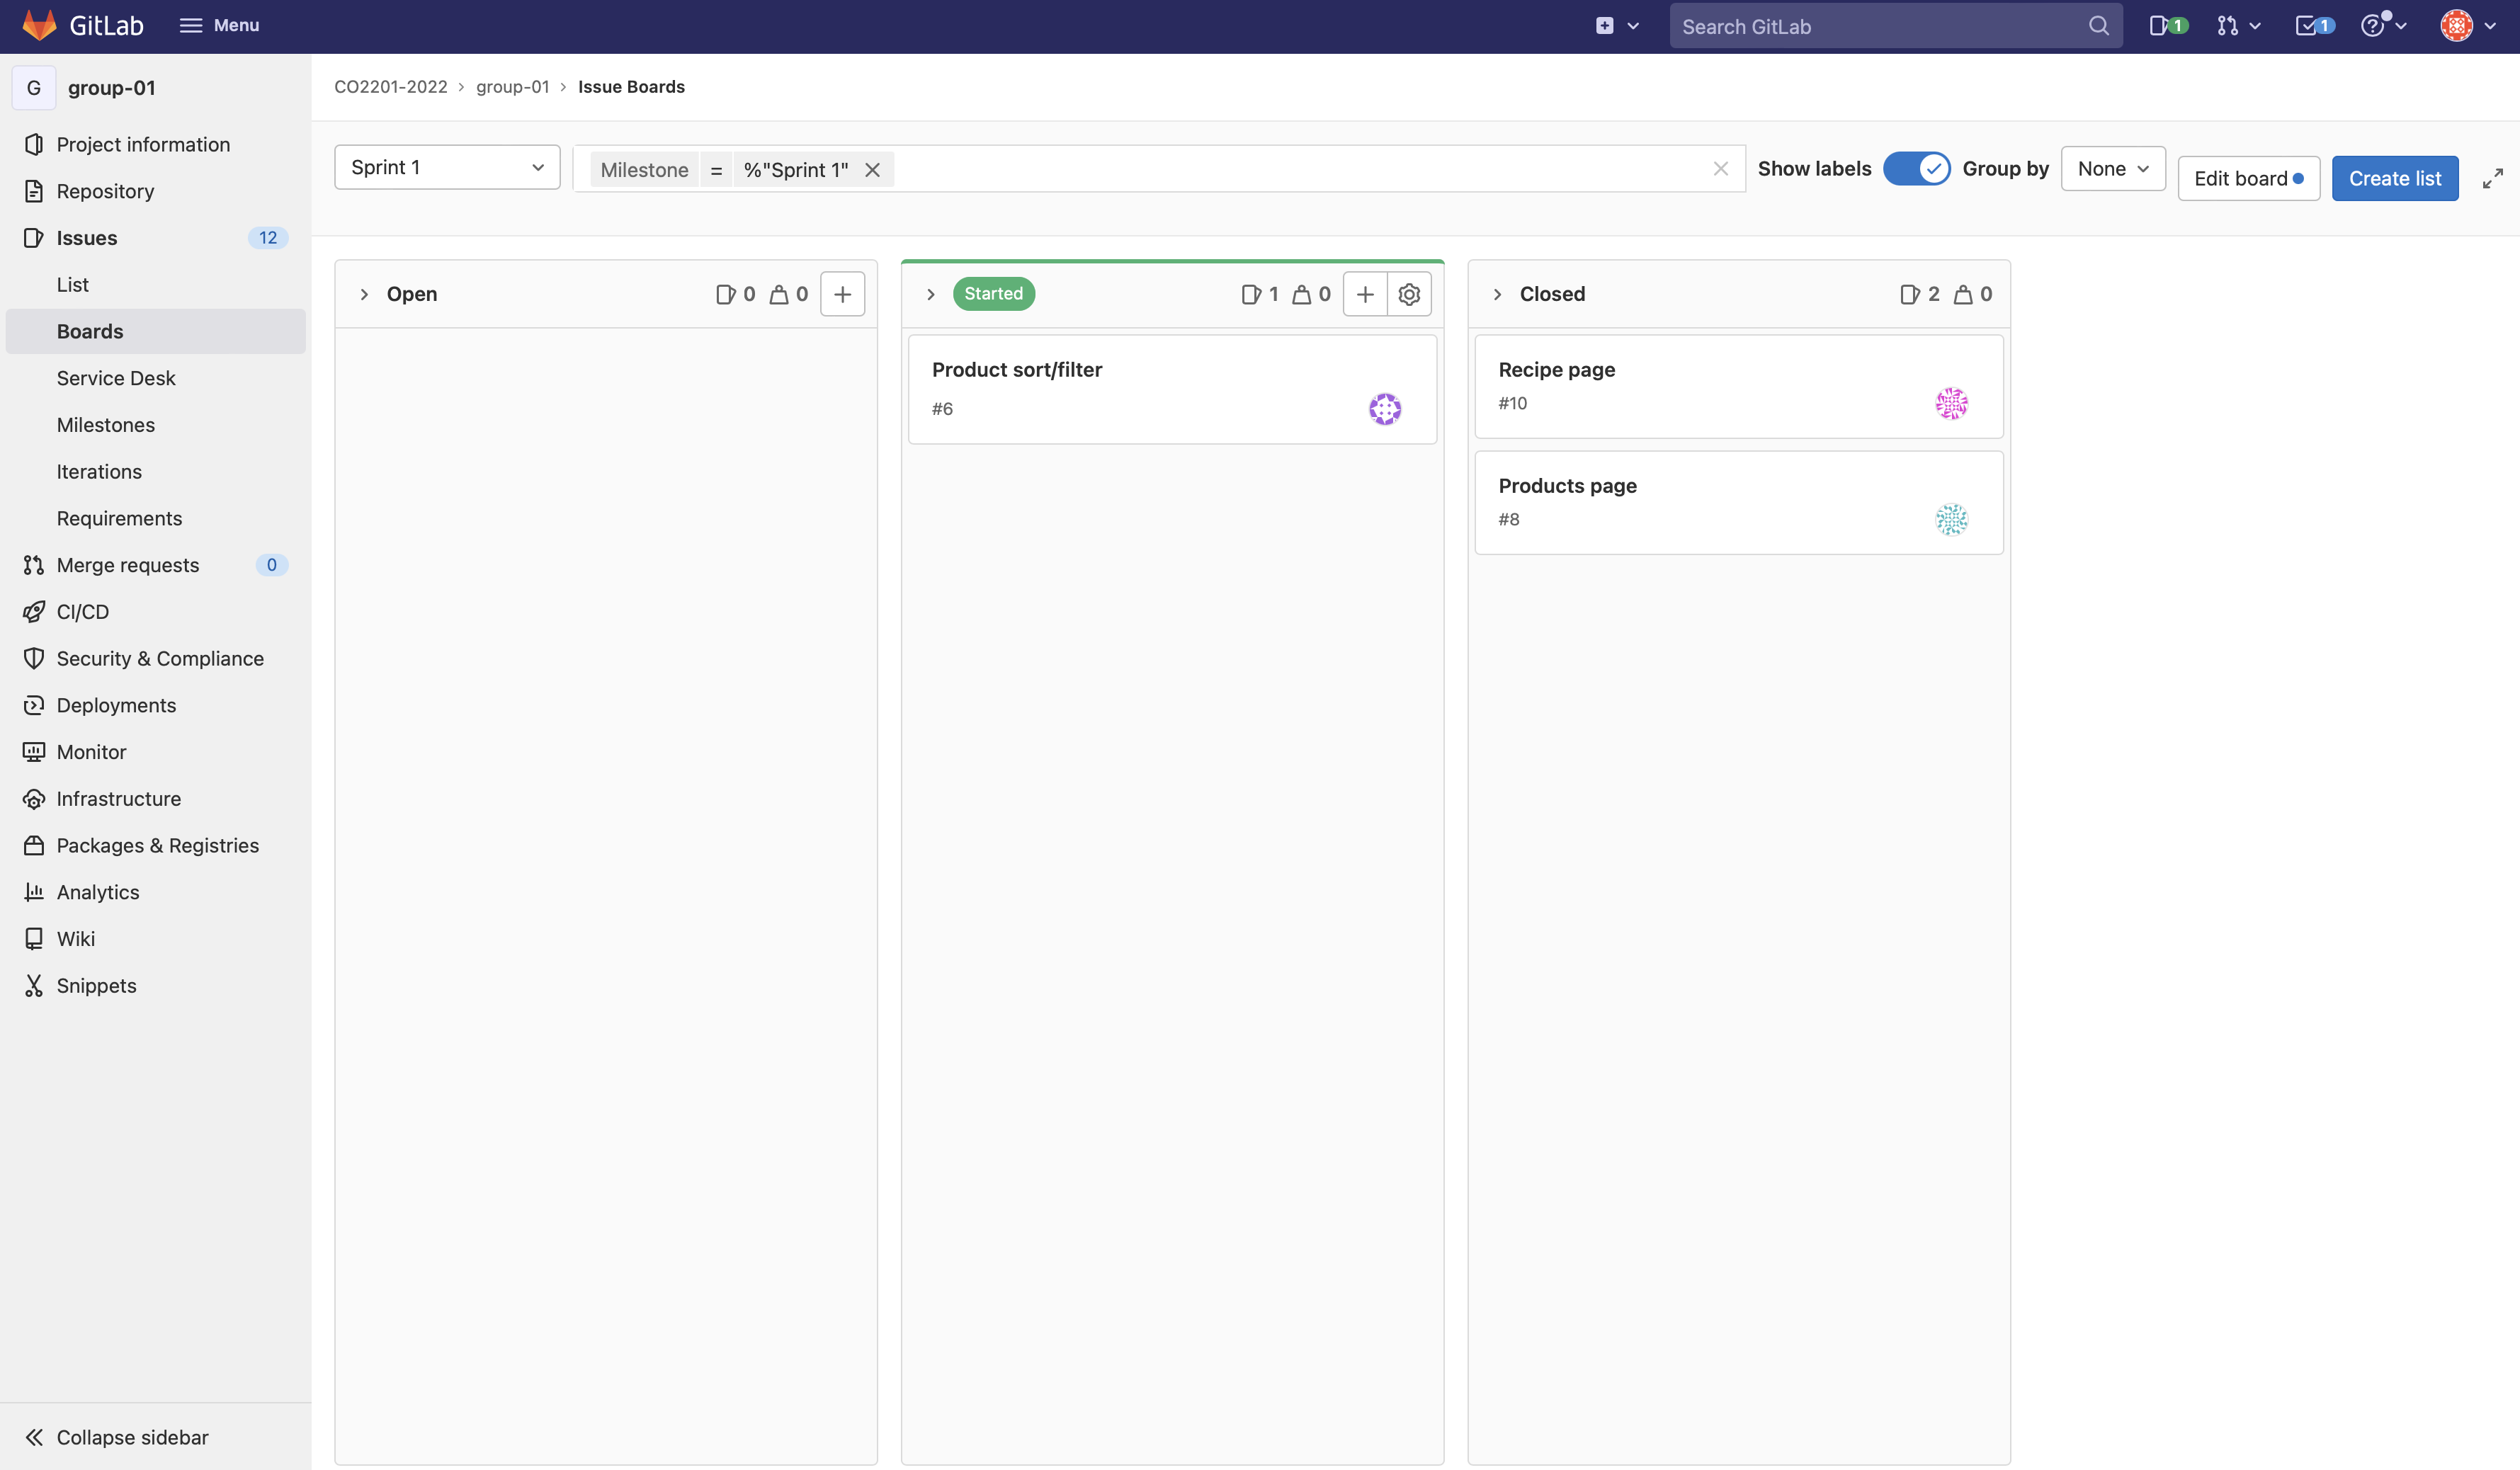 GitLab
Menu
Search GitLab
1
1
G group-01
Project information
Repository
Issues 12
List
Boards
Service Desk
Milestones
Iterations
Requirements
Merge requests 0
CI/CD
Security & Compliance
Deployments
Monitor
Infrastructure
Packages & Registries
Analytics
Wiki
Snippets
Collapse sidebar
CO2201-2022 > group-01 > Issue Boards
Sprint 1
Milestone = %"Sprint 1"
Show labels
Group by
None
Edit board
Create list
Open 0 0
Started 1 0
Product sort/filter
#6
Closed 2 0
Recipe page
#10
Products page
#8